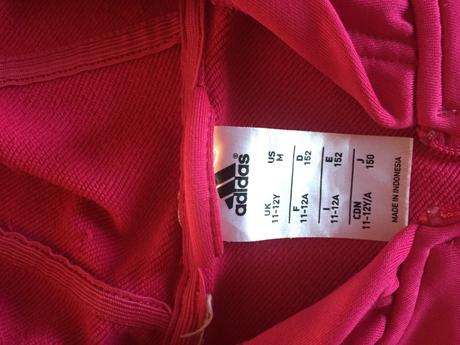 adidas
UK US
11-12Y M
F D
11-12A 152
I E
11-12A 152
CDN J
11-12Y/A 150
MADE IN INDONESIA